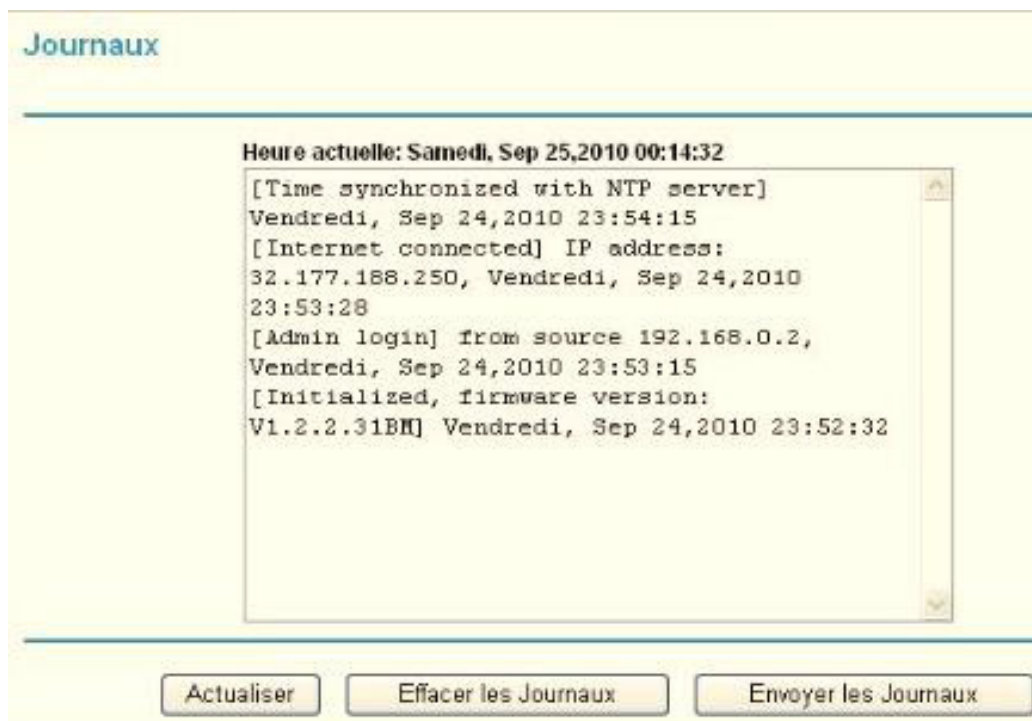 Journaux
Heure actuelle: Samedi, Sep 25,2010 00:14:32
[Time synchronized with NTP server]
Vendredi, Sep 24,2010 23:54:15
[Internet connected] IP address:
32.177.188.250, Vendredi, Sep 24,2010
23:53:28
[Admin login] from source 192.168.0.2,
Vendredi, Sep 24,2010 23:53:15
[Initialized, firmware version:
V1.2.2.31BM] Vendredi, Sep 24,2010 23:52:32
Actualiser
Effacer les Journaux
Envoyer les Journaux